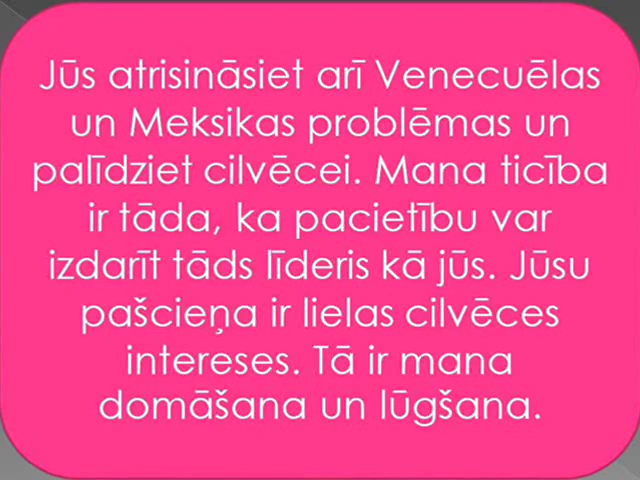 Jūs atrisināsiet arī Venecuēlas
un Meksikas problēmas un
palīdziet cilvēcei. Mana ticība
ir tāda, ka pacietību var
izdarīt tāds līderis kā jūs. Jūsu
pašcieņa ir lielas cilvēces
intereses. Tā ir mana
domāšana un lūgšana.